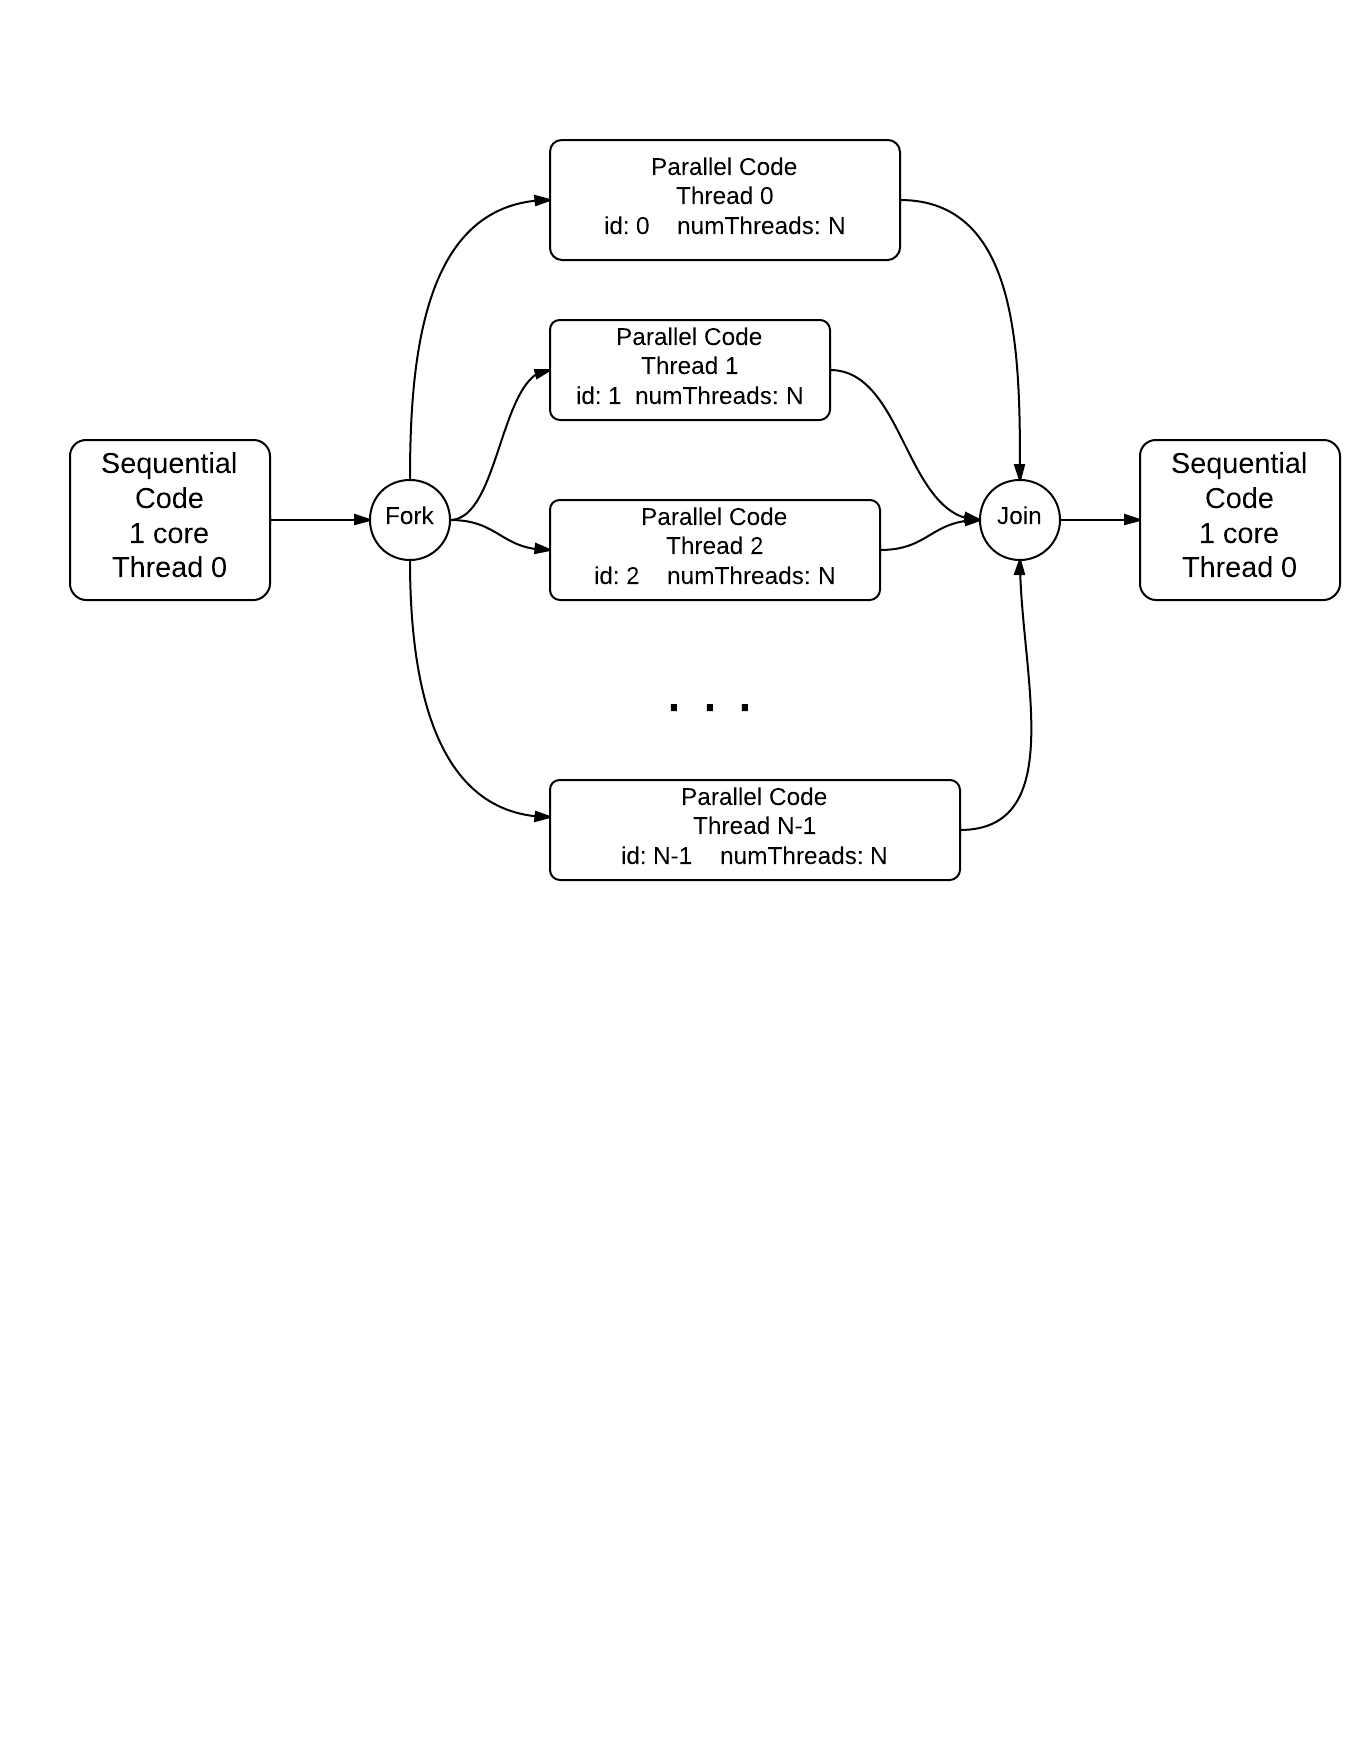 Sequential
Code
1 core
Thread 0
Fork
Parallel Code
Thread 0
id: 0    numThreads: N
Parallel Code
Thread 1
id: 1  numThreads: N
Parallel Code
Thread 2
id: 2    numThreads: N
. . .
Parallel Code
Thread N-1
id: N-1    numThreads: N
Join
Sequential
Code
1 core
Thread 0